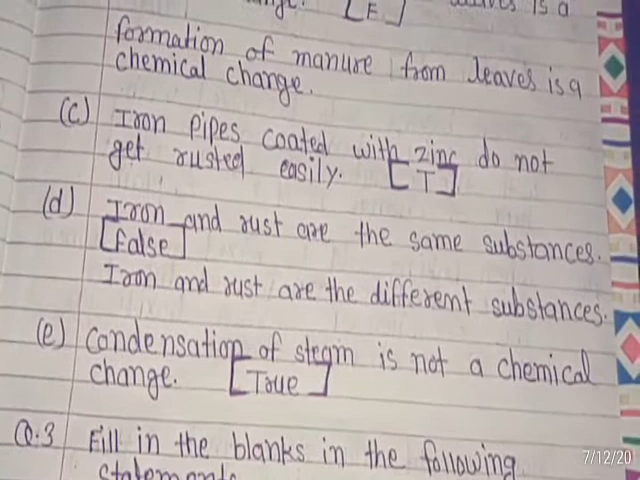 [F] is a
formation of manure from leaves is a
chemical change.
(c) Iron pipes coated with zinc do not
get rusted easily. [T]
(d) Iron and rust are the same substances.
[False]
Iron and rust are the different substances.
(e) Condensation of steam is not a chemical
change. [True]
Q.3 Fill in the blanks in the following
statements
7/12/20